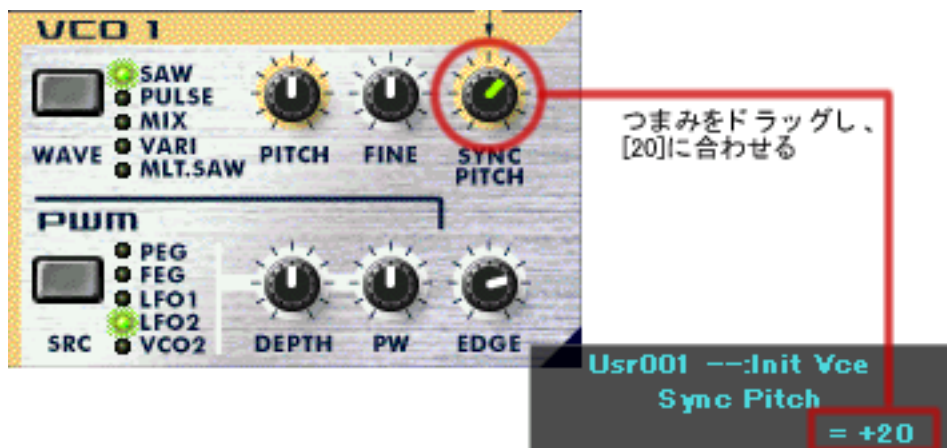 VCO 1
SAW
PULSE
MIX
VARI
MLT.SAW
WAVE
PITCH
FINE
SYNC
PITCH
つまみをドラッグし、
[20]に合わせる
PWM
PEG
FEG
LFO1
LFO2
VCO2
SRC
DEPTH
PW
EDGE
Usr001 --:Init Vce
Sync Pitch
= +20